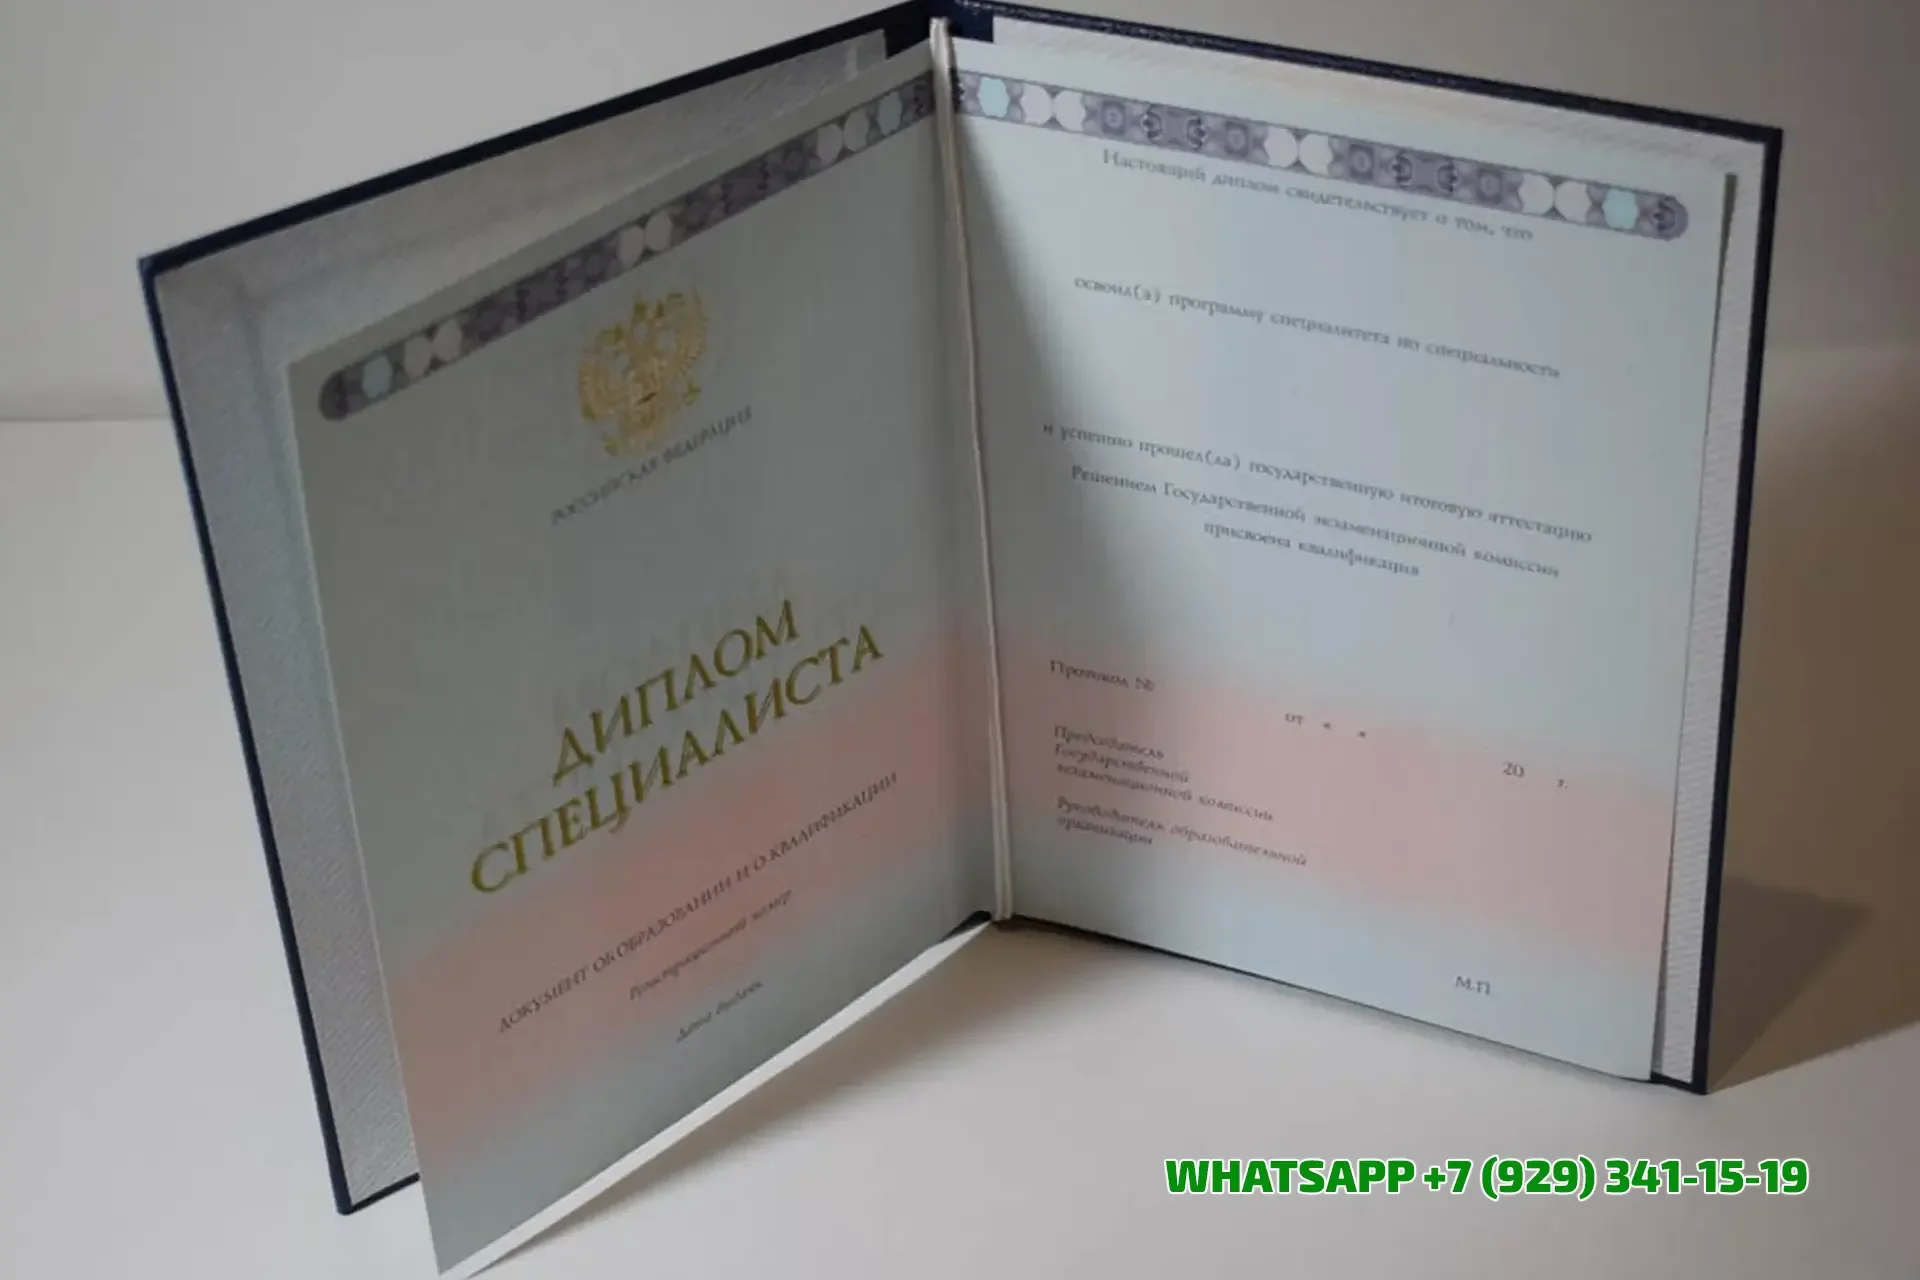 РОССИЙСКАЯ ФЕДЕРАЦИЯ
ДИПЛОМ
СПЕЦИАЛИСТА
ДОКУМЕНТ ОБ ОБРАЗОВАНИИ И О КВАЛИФИКАЦИИ
Регистрационный номер
Дата выдачи
Настоящий диплом свидетельствует о том, что
освоил(а) программу специалитета по специальности
и успешно прошел(ла) государственную итоговую аттестацию
Решением Государственной экзаменационной комиссии
присвоена квалификация
Протокол №
от « »
20 г.
Председатель
Государственной
экзаменационной комиссии
Руководитель образовательной
организации
М.П.
WHATSAPP +7 (929) 341-15-19